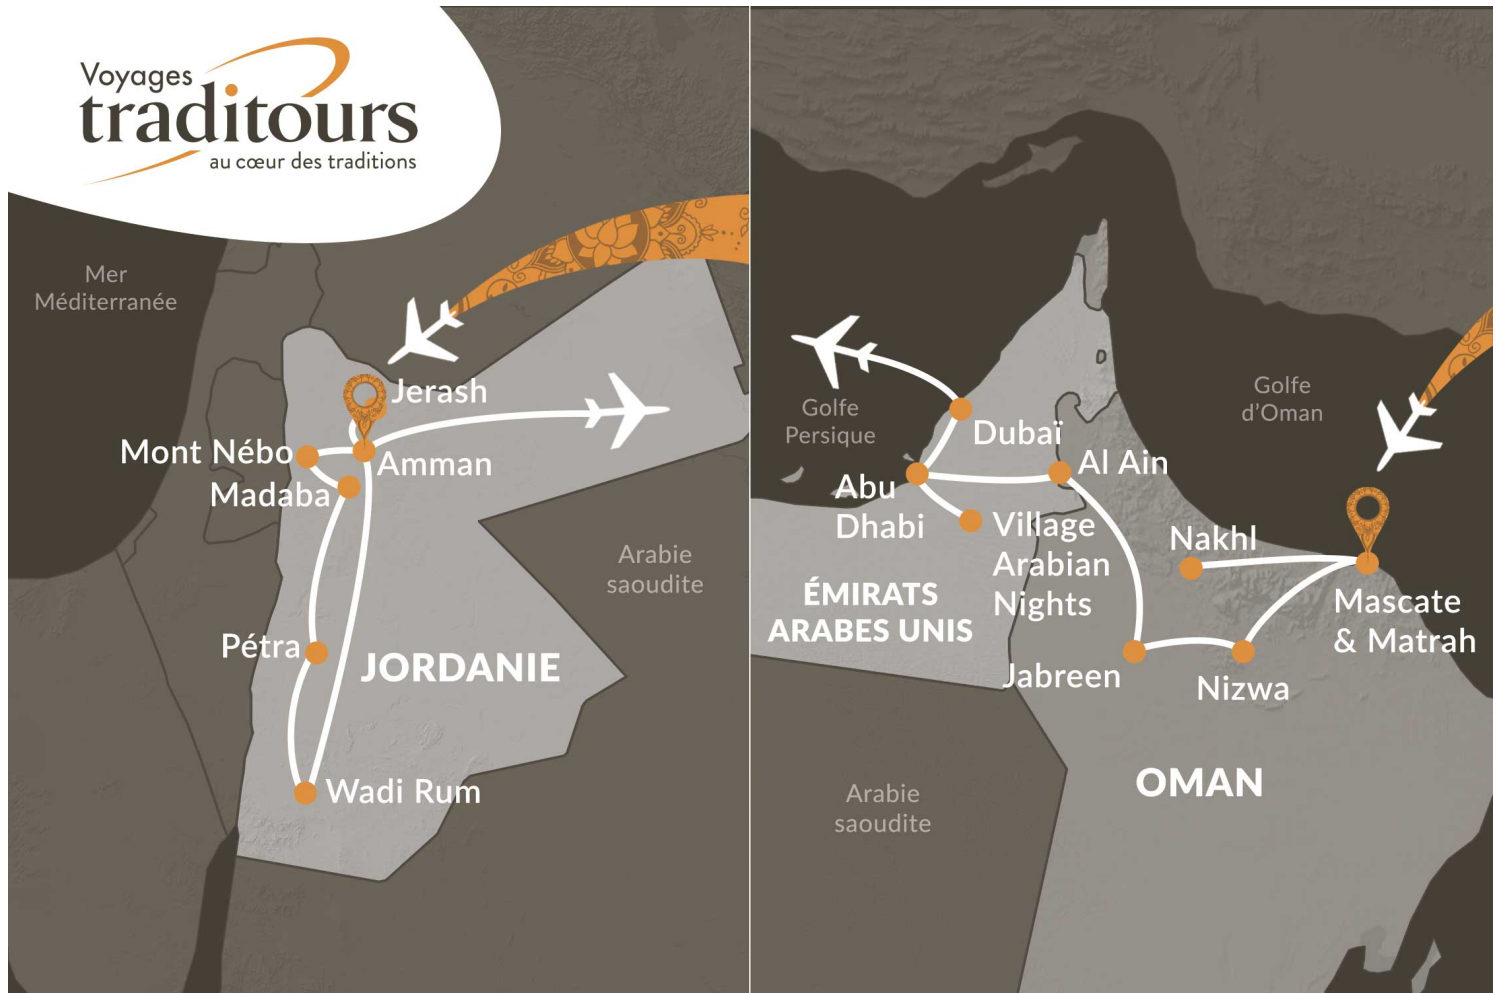 Voyages
traditours
au cœur des traditions
Mer
Méditerranée
Jerash
Mont Nébo
Amman
Madaba
Arabie
saoudite
Pétra
JORDANIE
Wadi Rum
Golfe
Persique
Golfe
d'Oman
Dubaï
Al Ain
Abu
Dhabi
Village
Arabian
Nights
Nakhl
ÉMIRATS
ARABES UNIS
Mascate
& Matrah
Jabreen
Nizwa
OMAN
Arabie
saoudite